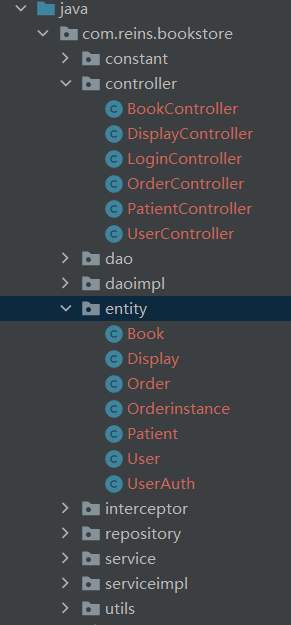 java
com.reins.bookstore
constant
controller
BookController
DisplayController
LoginController
OrderController
PatientController
UserController
dao
daoimpl
entity
Book
Display
Order
Orderinstance
Patient
User
UserAuth
interceptor
repository
service
serviceimpl
utils